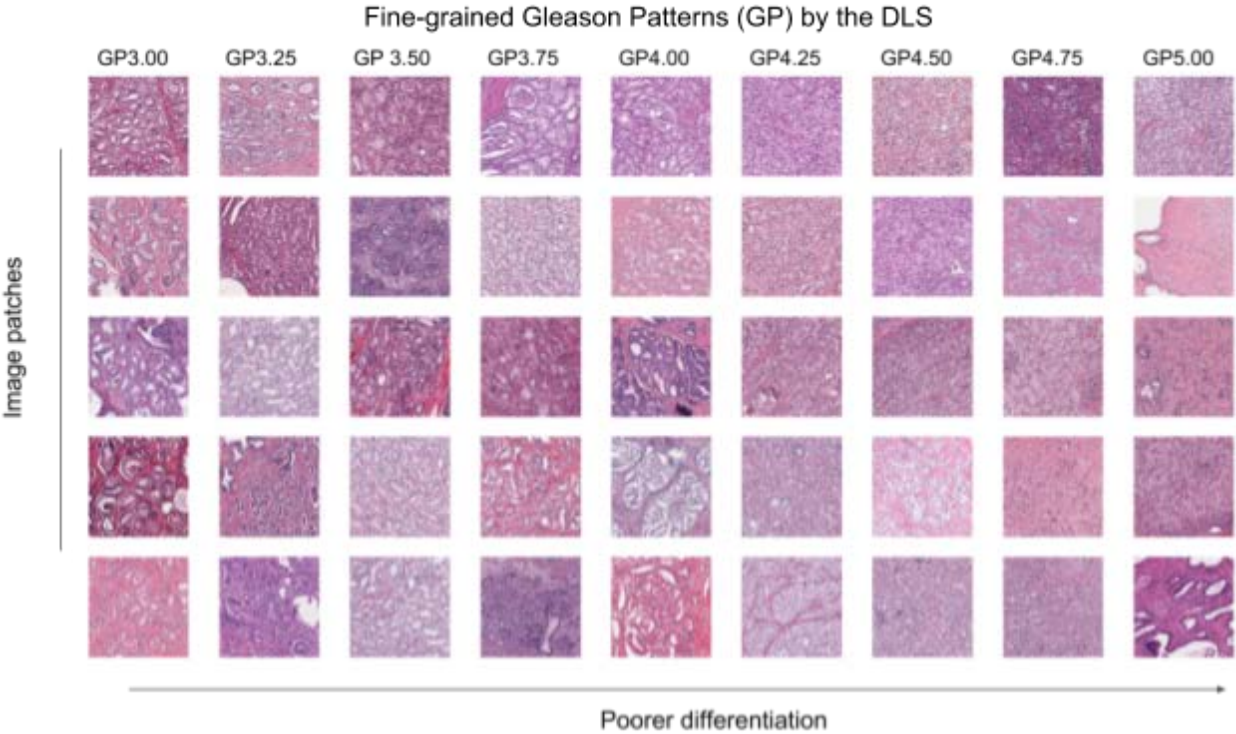 Fine-grained Gleason Patterns (GP) by the DLS
GP3.00 GP3.25 GP 3.50 GP3.75 GP4.00 GP4.25 GP4.50 GP4.75 GP5.00
Image patches
Poorer differentiation